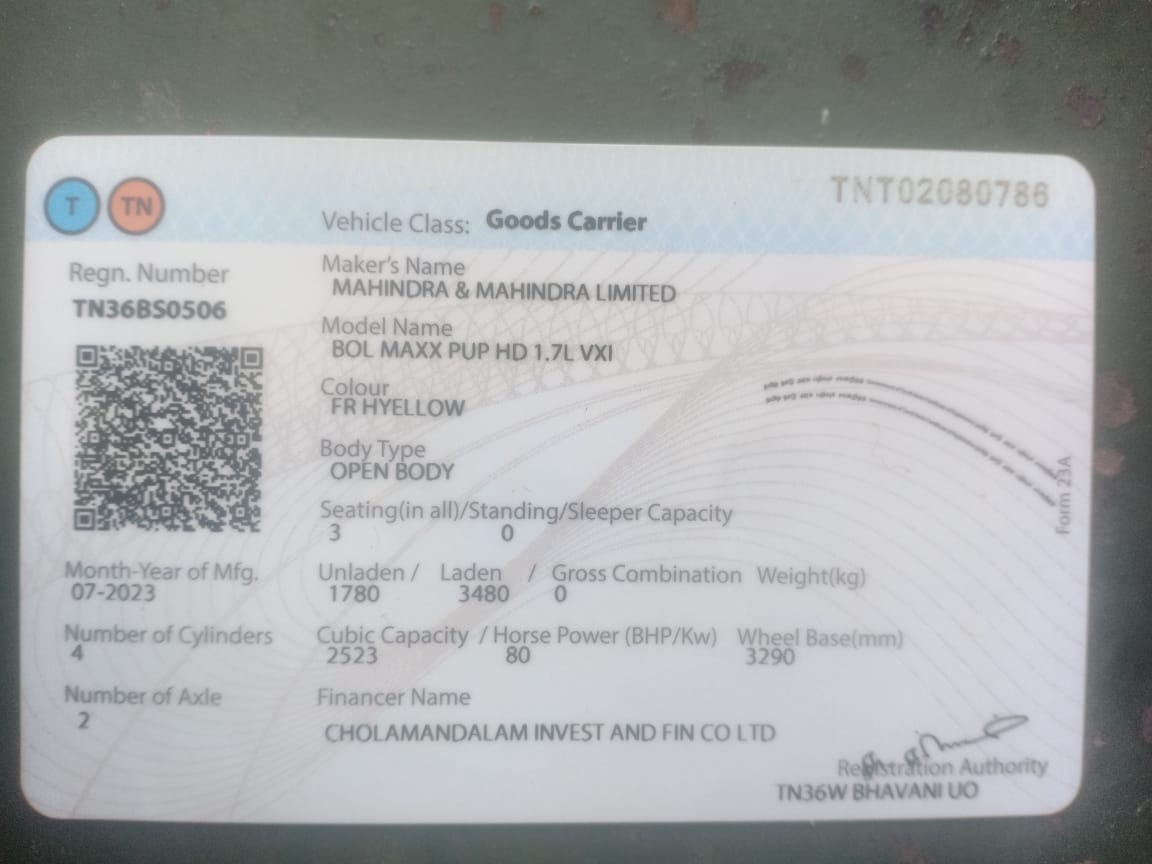 T TN
TNT02080786
Vehicle Class: Goods Carrier
Regn. Number
TN36BS0506
Maker's Name
MAHINDRA & MAHINDRA LIMITED
Model Name
BOL MAXX PUP HD 1.7L VXI
Colour
FR HYELLOW
Body Type
OPEN BODY
Seating(in all)/Standing/Sleeper Capacity
3 0
Form 23A
Month-Year of Mfg.
07-2023
Unladen / Laden / Gross Combination Weight(kg)
1780 3480 0
Number of Cylinders
4
Cubic Capacity / Horse Power (BHP/Kw) Wheel Base(mm)
2523 80 3290
Number of Axle
2
Financer Name
CHOLAMANDALAM INVEST AND FIN CO LTD
Registration Authority
TN36W BHAVANI UO